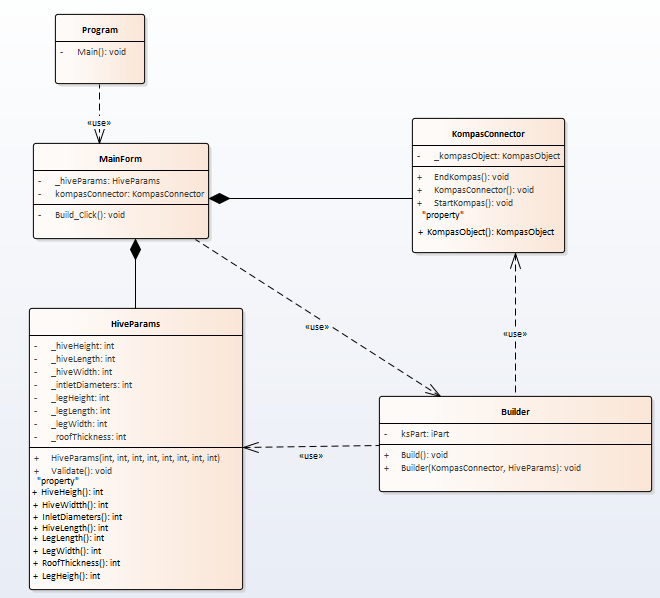 Program
- Main(): void
«use»
MainForm
- _hiveParams: HiveParams
- kompasConnector: KompasConnector
- Build_Click(): void
KompasConnector
- _kompasObject: KompasObject
+ EndKompas(): void
+ KompasConnector(): void
+ StartKompas(): void
"property"
+ KompasObject(): KompasObject
«use»
«use»
HiveParams
- _hiveHeight: int
- _hiveLength: int
- _hiveWidth: int
- _intletDiameters: int
- _legHeight: int
- _legLength: int
- _legWidth: int
- _roofThickness: int
+ HiveParams(int, int, int, int, int, int, int, int)
+ Validate(): void
"property"
+ HiveHeigh(): int
+ HiveWidtth(): int
+ InletDiameters(): int
+ HiveLength(): int
+ LegLength(): int
+ LegWidth(): int
+ RoofThickness(): int
+ LegHeigh(): int
«use»
Builder
- ksPart: iPart
+ Build(): void
+ Builder(KompasConnector, HiveParams): void